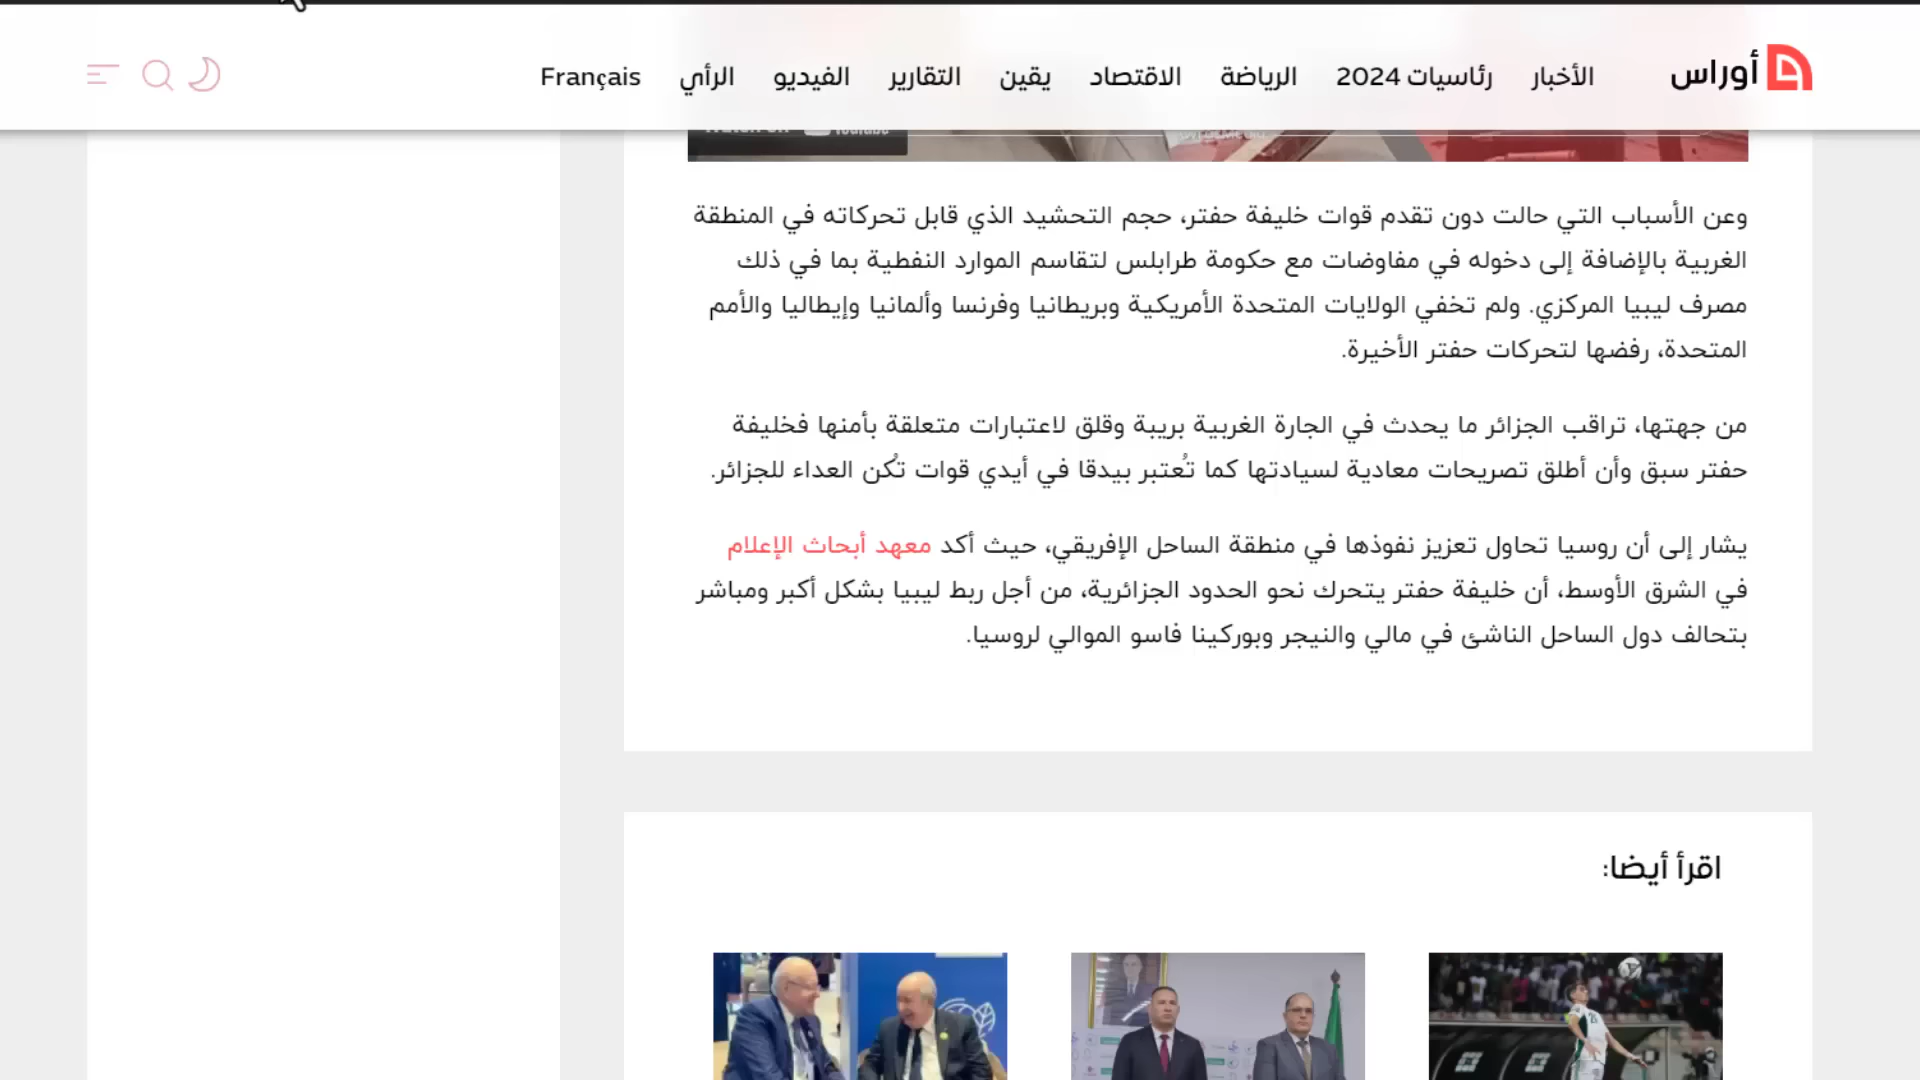 أوراس
الأخبار
رئاسيات 2024
الرياضة
الاقتصاد
يقين
التقارير
الفيديو
الرأي
Français
وعن الأسباب التي حالت دون تقدم قوات خليفة حفتر، حجم التحشيد الذي قابل تحركاته في المنطقة
الغربية بالإضافة إلى دخوله في مفاوضات مع حكومة طرابلس لتقاسم الموارد النفطية بما في ذلك
مصرف ليبيا المركزي. ولم تخفي الولايات المتحدة الأمريكية وبريطانيا وفرنسا وألمانيا وإيطاليا والأمم
المتحدة، رفضها لتحركات حفتر الأخيرة.
من جهتها، تراقب الجزائر ما يحدث في الجارة الغربية بريبة وقلق لاعتبارات متعلقة بأمنها فخليفة
حفتر سبق وأن أطلق تصريحات معادية لسيادتها كما تُعتبر بيدقا في أيدي قوات تكُن العداء للجزائر.
يشار إلى أن روسيا تحاول تعزيز نفوذها في منطقة الساحل الإفريقي، حيث أكد معهد أبحاث الإعلام
في الشرق الأوسط، أن خليفة حفتر يتحرك نحو الحدود الجزائرية، من أجل ربط ليبيا بشكل أكبر ومباشر
بتحالف دول الساحل الناشئ في مالي والنيجر وبوركينا فاسو الموالي لروسيا.
اقرأ أيضا: